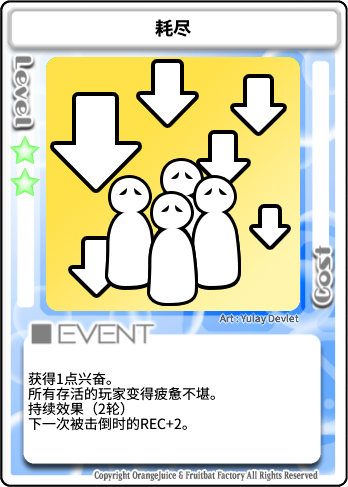 耗尽
Level
Cost
Art : Yulay Devlet
EVENT
获得1点兴奋。
所有存活的玩家变得疲惫不堪。
持续效果（2轮）
下一次被击倒时的REC+2。
Copyright OrangeJuice & Fruitbat Factory All Rights Reserved